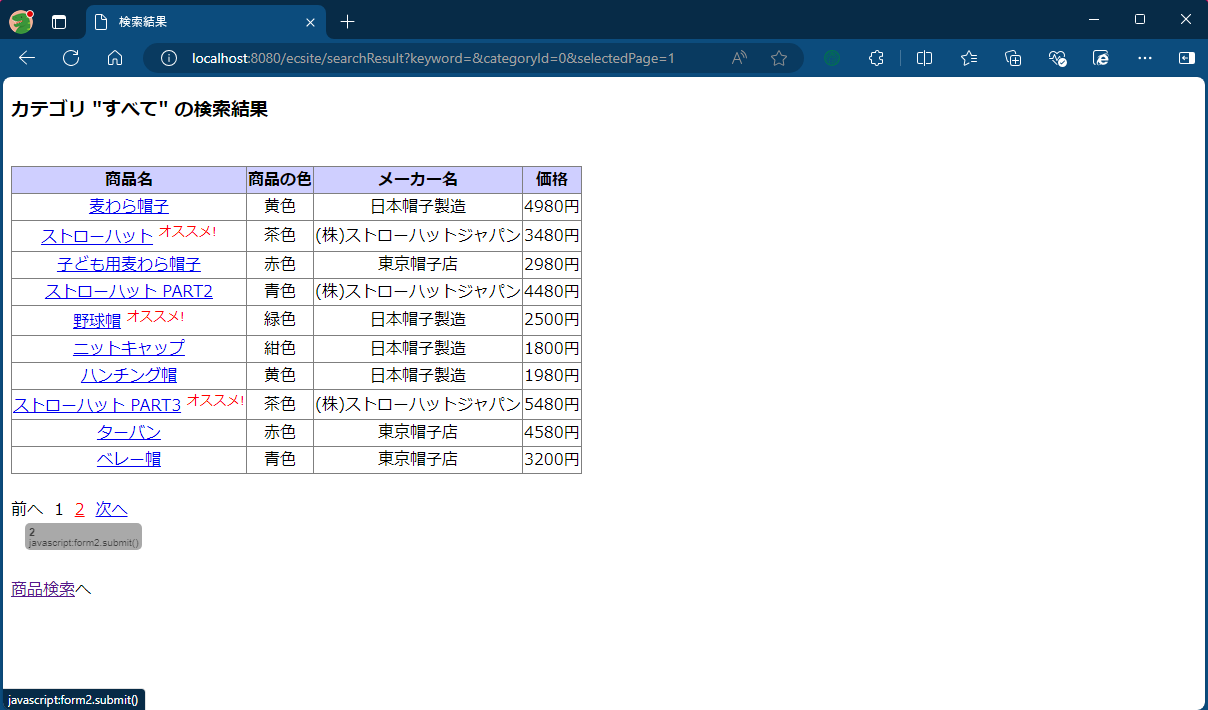 検索結果
localhost:8080/ecsite/searchResult?keyword=&categoryId=0&selectedPage=1
カテゴリ "すべて" の検索結果
商品名 商品の色 メーカー名 価格
麦わら帽子 黄色 日本帽子製造 4980円
ストローハット オススメ! 茶色 (株)ストローハットジャパン 3480円
子ども用麦わら帽子 赤色 東京帽子店 2980円
ストローハット PART2 青色 (株)ストローハットジャパン 4480円
野球帽 オススメ! 緑色 日本帽子製造 2500円
ニットキャップ 紺色 日本帽子製造 1800円
ハンチング帽 黄色 日本帽子製造 1980円
ストローハット PART3 オススメ! 茶色 (株)ストローハットジャパン 5480円
ターバン 赤色 東京帽子店 4580円
ベレー帽 青色 東京帽子店 3200円
前へ 1 2 次へ
2
javascript:form2.submit()
商品検索へ
javascript:form2.submit()